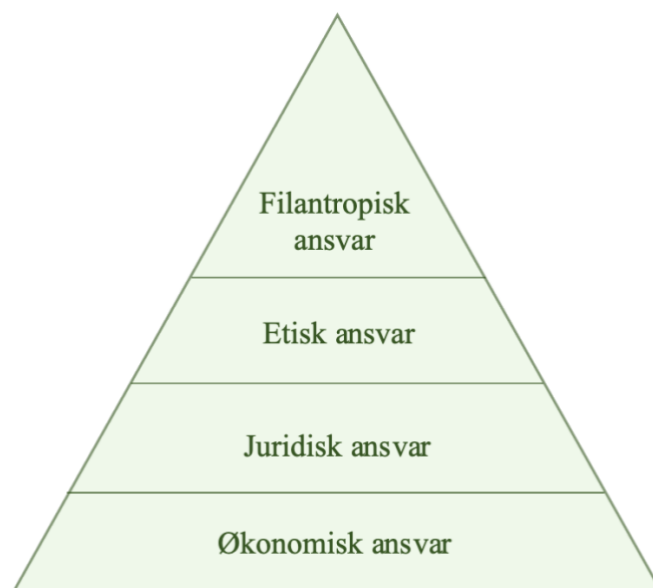 Filantropisk
ansvar
Etisk ansvar
Juridisk ansvar
Økonomisk ansvar